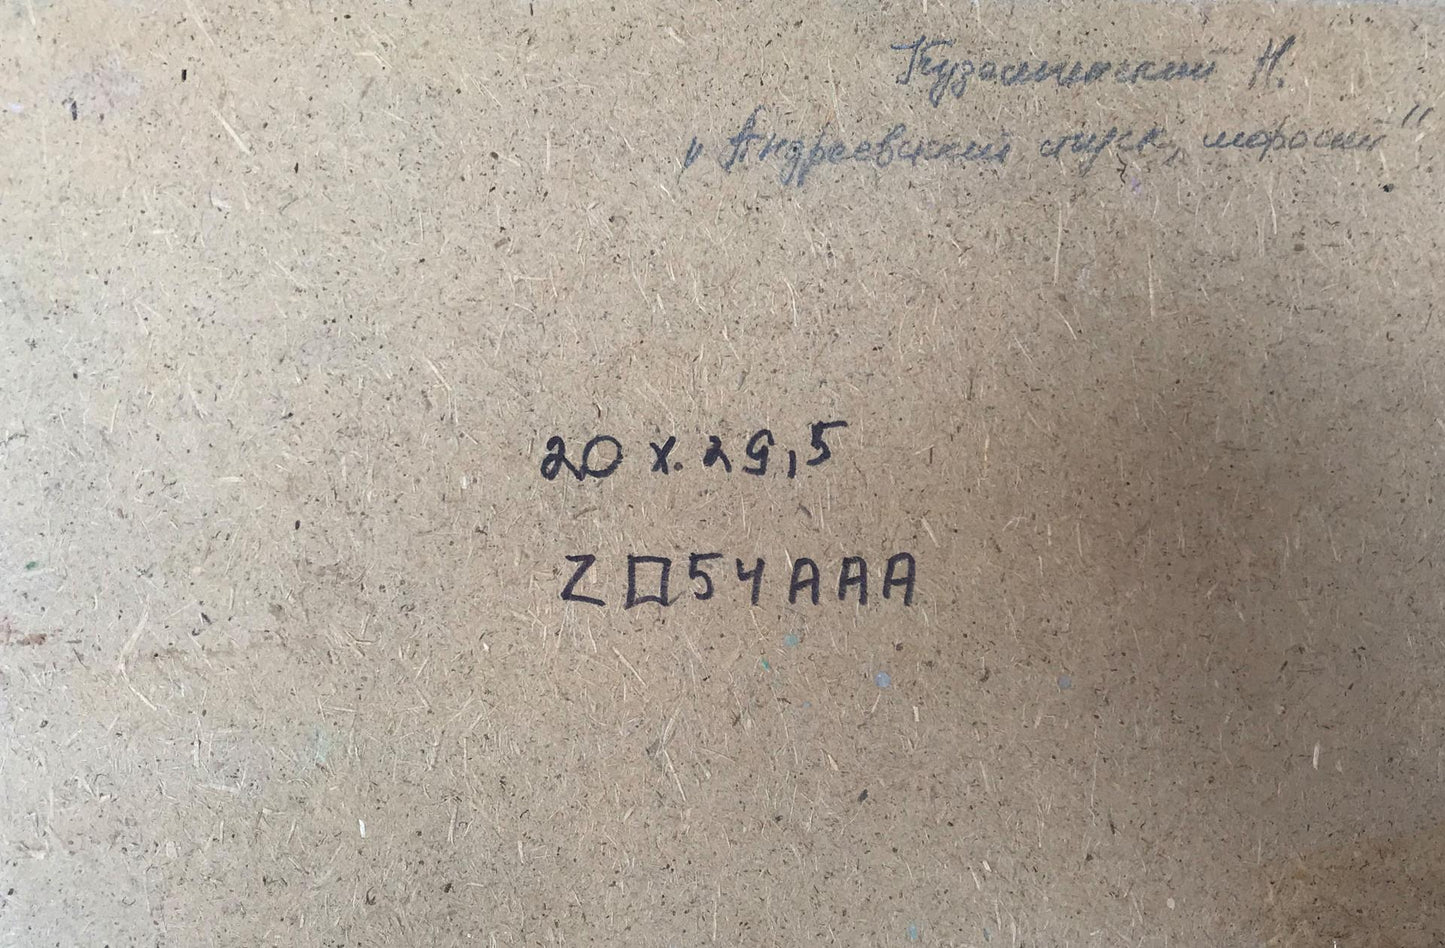 Н.
„Андреевский спуск, моросит"
20 x. 29,5
Z□54AAA